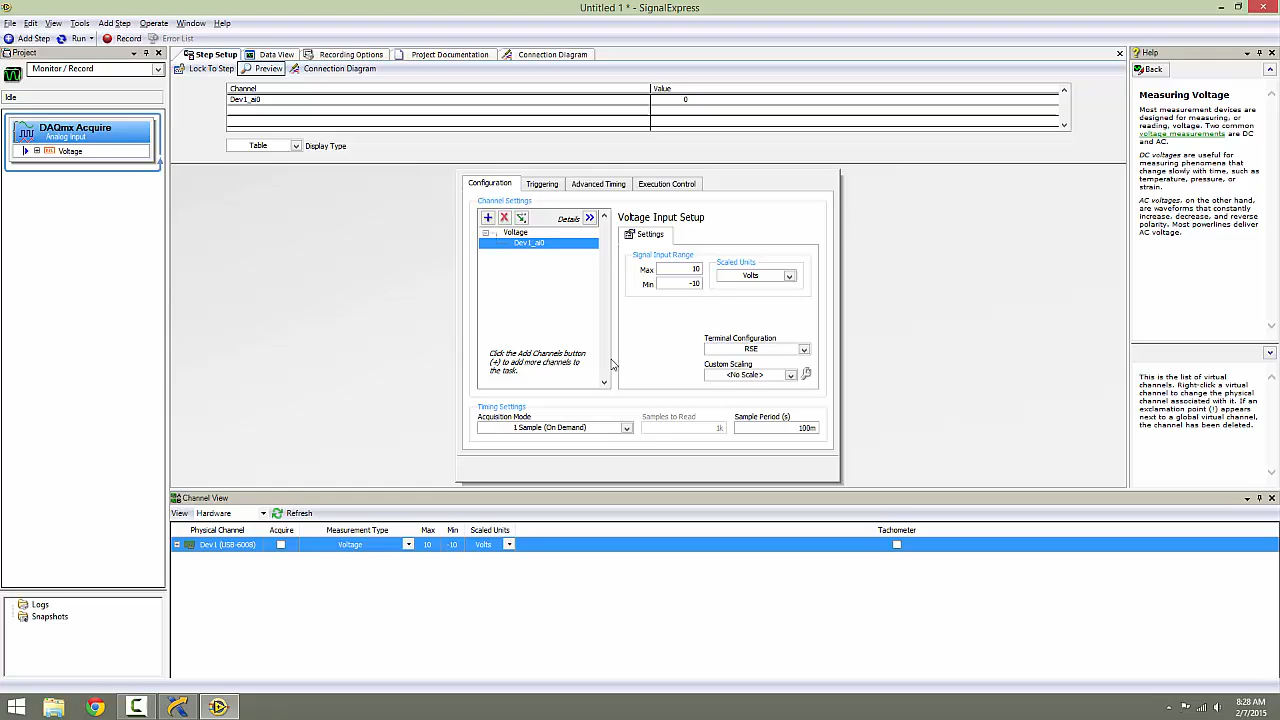 Untitled 1 * - SignalExpress
File Edit View Tools Add Step Operate Window Help
Add Step Run Record Error List
Project
Monitor / Record
Idle
DAQmx Acquire
Analog Input
Voltage
Logs
Snapshots
Step Setup Data View Recording Options Project Documentation Connection Diagram
Lock To Step Preview Connection Diagram
Channel Value
Dev1_ai0 0
Table Display Type
Configuration Triggering Advanced Timing Execution Control
Channel Settings
Details
Voltage
Dev1_ai0
Click the Add Channels button
(+) to add more channels to
the task.
Voltage Input Setup
Settings
Signal Input Range
Max 10
Min -10
Scaled Units
Volts
Terminal Configuration
RSE
Custom Scaling
<No Scale>
Timing Settings
Acquisition Mode Samples to Read Sample Period (s)
1 Sample (On Demand) 1k 100m
Channel View
View Hardware Refresh
Physical Channel Acquire Measurement Type Max Min Scaled Units Tachometer
Dev1 (USB-6008) Voltage 10 -10 Volts
Help
Back
Measuring Voltage
Most measurement devices are
designed for measuring, or
reading, voltage. Two common
voltage measurements are DC
and AC.
DC voltages are useful for
measuring phenomena that
change slowly with time, such as
temperature, pressure, or
strain.
AC voltages, on the other hand,
are waveforms that constantly
increase, decrease, and reverse
polarity. Most powerlines deliver
AC voltage.
This is the list of virtual
channels. Right-click a virtual
channel to change the physical
channel associated with it. If an
exclamation point (!) appears
next to a global virtual channel,
the channel has been deleted.
8:28 AM
2/7/2015